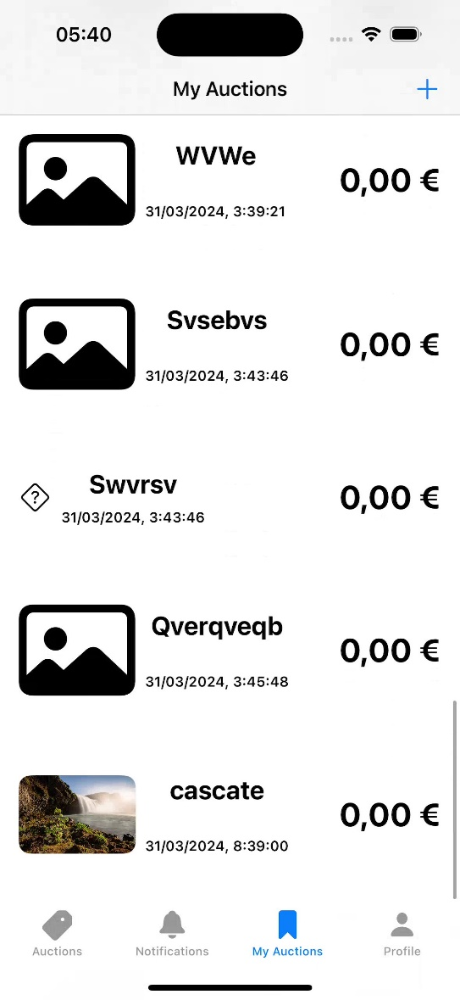 05:40
My Auctions
WVWe
0,00 €
31/03/2024, 3:39:21
Svsebvs
0,00 €
31/03/2024, 3:43:46
Swvrsv
?
0,00 €
31/03/2024, 3:43:46
Qverqveqb
0,00 €
31/03/2024, 3:45:48
cascate
0,00 €
31/03/2024, 8:39:00
Auctions
Notifications
My Auctions
Profile